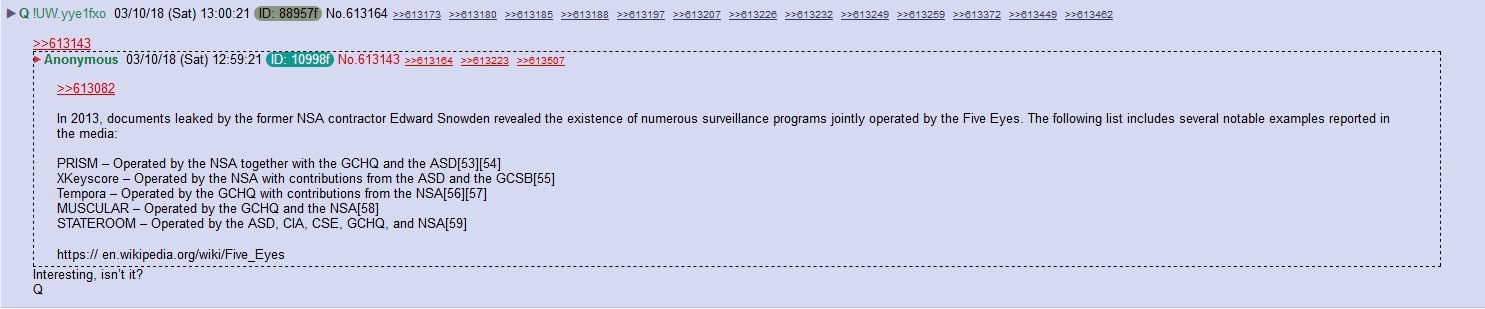 ▶ Q !UW.yye1fxo 03/10/18 (Sat) 13:00:21 ID: 88957f No.613164 >>613173 >>613180 >>613185 >>613188 >>613197 >>613207 >>613226 >>613232 >>613249 >>613259 >>613372 >>613449 >>613462
>>613143
▶ Anonymous 03/10/18 (Sat) 12:59:21 ID: 10998f No.613143 >>613164 >>613223 >>613507
>>613082
In 2013, documents leaked by the former NSA contractor Edward Snowden revealed the existence of numerous surveillance programs jointly operated by the Five Eyes. The following list includes several notable examples reported in
the media:
PRISM – Operated by the NSA together with the GCHQ and the ASD[53][54]
XKeyscore – Operated by the NSA with contributions from the ASD and the GCSB[55]
Tempora – Operated by the GCHQ with contributions from the NSA[56][57]
MUSCULAR – Operated by the GCHQ and the NSA[58]
STATEROOM – Operated by the ASD, CIA, CSE, GCHQ, and NSA[59]
https:// en.wikipedia.org/wiki/Five_Eyes
Interesting, isn't it?
Q